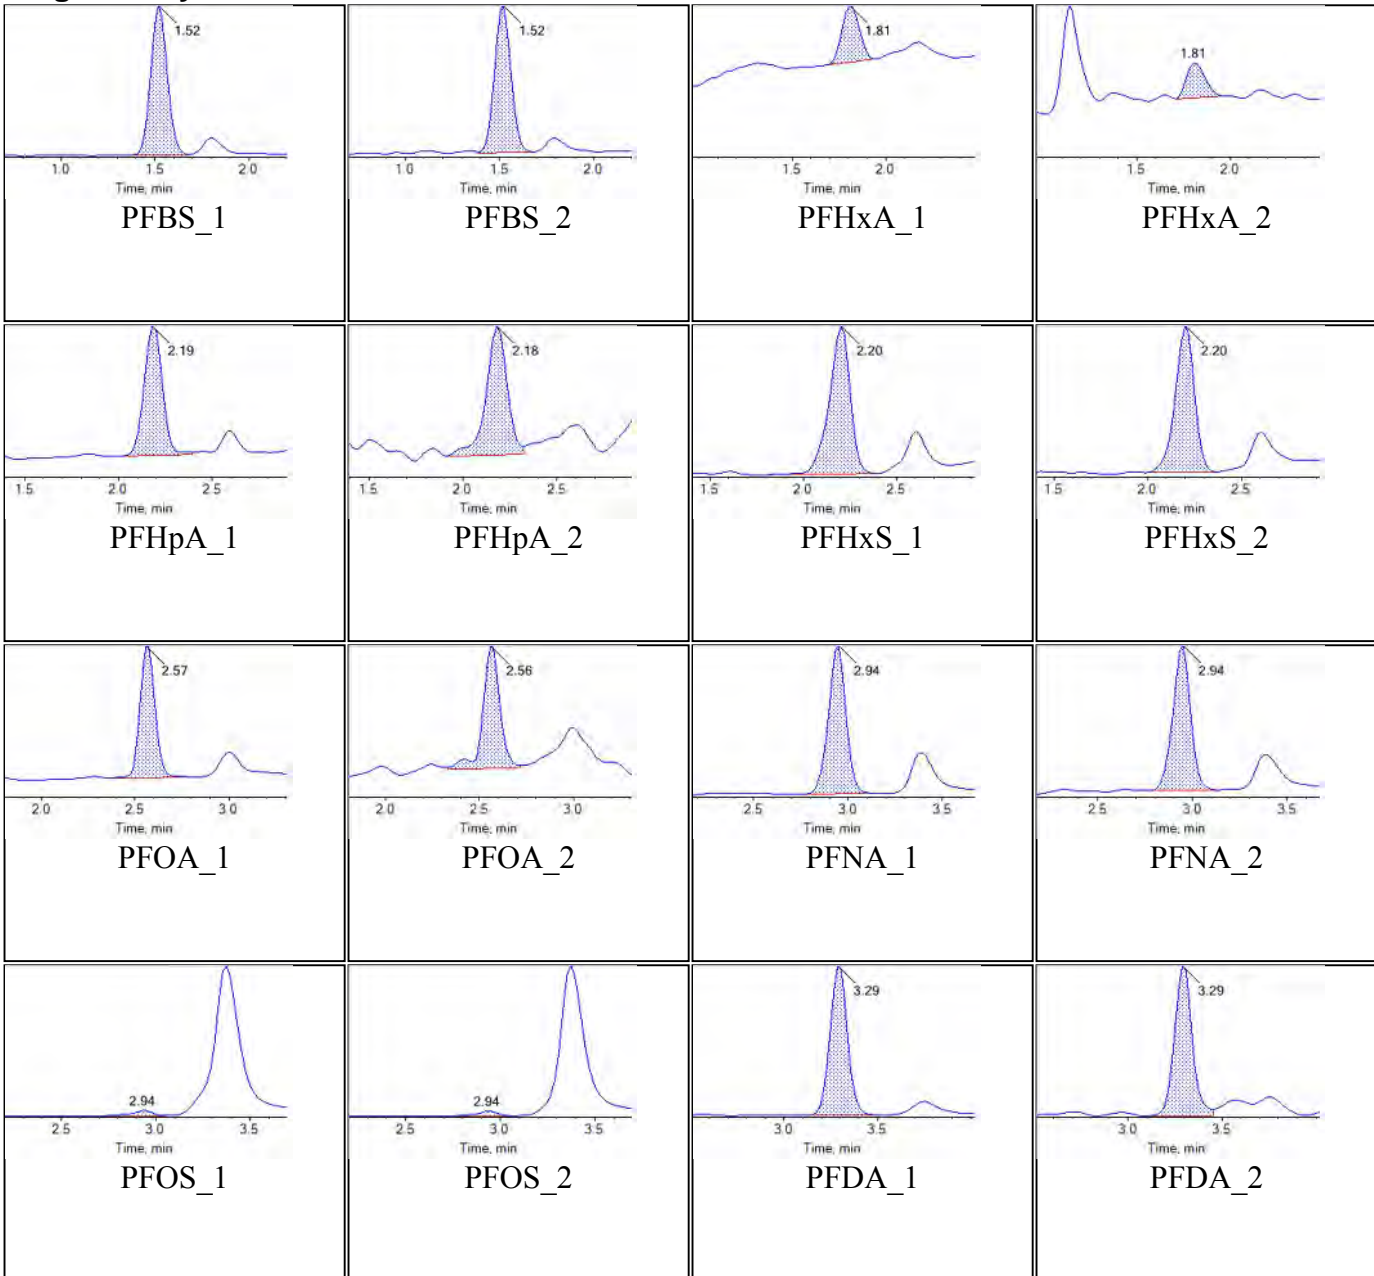 1.52
1.0 1.5 2.0
Time, min
PFBS_1
1.52
1.0 1.5 2.0
Time, min
PFBS_2
1.81
1.5 2.0
Time, min
PFHxA_1
1.81
1.5 2.0
Time, min
PFHxA_2
2.19
1.5 2.0 2.5
Time, min
PFHpA_1
2.18
1.5 2.0 2.5
Time, min
PFHpA_2
2.20
1.5 2.0 2.5
Time, min
PFHxS_1
2.20
1.5 2.0 2.5
Time, min
PFHxS_2
2.57
2.0 2.5 3.0
Time, min
PFOA_1
2.56
2.0 2.5 3.0
Time, min
PFOA_2
2.94
2.5 3.0 3.5
Time, min
PFNA_1
2.94
2.5 3.0 3.5
Time, min
PFNA_2
2.94
2.5 3.0 3.5
Time, min
PFOS_1
2.94
2.5 3.0 3.5
Time, min
PFOS_2
3.29
3.0 3.5
Time, min
PFDA_1
3.29
3.0 3.5
Time, min
PFDA_2